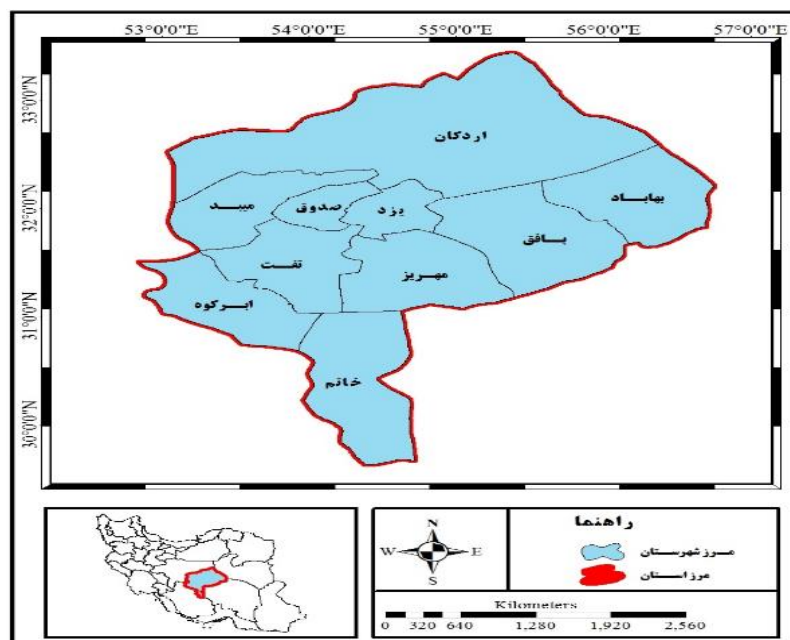 53°0'0"E 54°0'0"E 55°0'0"E 56°0'0"E 57°0'0"E
33°0'0"N
32°0'0"N
31°0'0"N
30°0'0"N
اردکان
بهاباد
یزد
صدوق
میبد
بافق
تفت
مهریز
ابرکوه
خاتم
N
W E
S
راهنما
مرز شهرستان
مرز استان
Kilometers
0 320 640 1,280 1,920 2,560